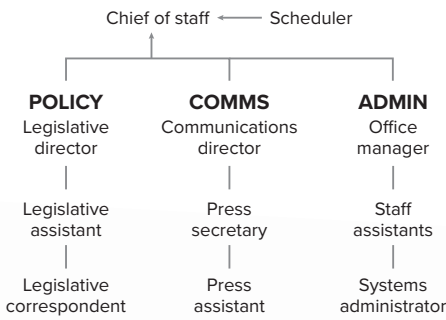 Chief of staff Scheduler
POLICY COMMS ADMIN
Legislative Communications Office
director director manager
Legislative Press Staff
assistant secretary assistants
Legislative Press Systems
correspondent assistant administrator